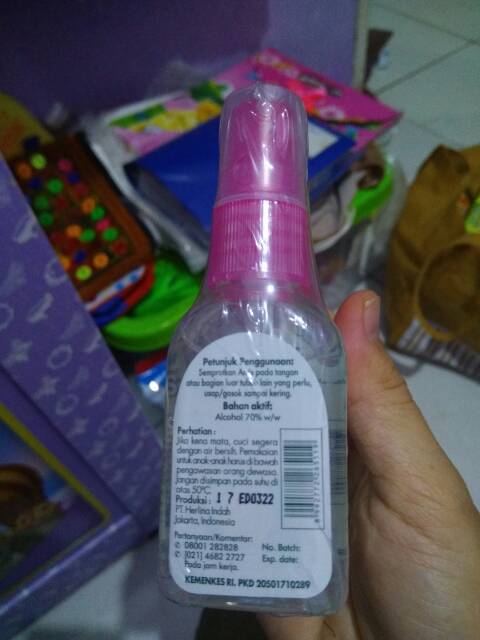 Petunjuk Penggunaan:
Semprotkan Antis pada tangan
atau bagian luar tubuh lain yang perlu,
usap/gosok sampai kering.
Bahan aktif:
Alcohol 70% w/w
Perhatian :
Jika kena mata, cuci segera
dengan air bersih. Pemakaian
untuk anak-anak harus di bawah
pengawasan orang dewasa.
Jangan disimpan pada suhu di
atas 50°C.
Produksi : 1 7 ED0322
PT. Herlina Indah
Jakarta, Indonesia
Pertanyaan/Komentar:
✆ 08001 282828 No. Batch:
✆ (021) 4682 2727 Exp. date:
Pada jam kerja.
KEMENKES RI. PKD 20501710289